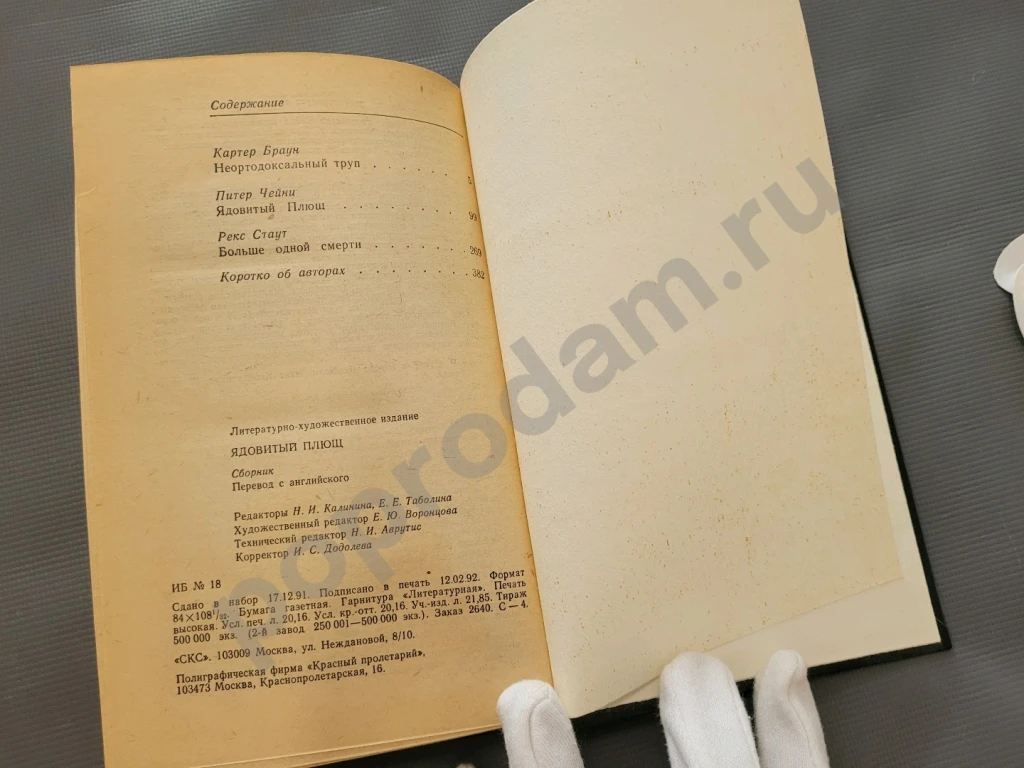 Содержание
Картер Браун
Неортодоксальный труп . . . . . . . 5
Питер Чейни
Ядовитый Плющ . . . . . . . . 99
Рекс Стаут
Больше одной смерти . . . . . . . 269
Коротко об авторах . . . . . . . . 382
Литературно-художественное издание
ЯДОВИТЫЙ ПЛЮЩ
Сборник
Перевод с английского
Редакторы Н. И. Калинина, Е. Е. Таболина
Художественный редактор Е. Ю. Воронцова
Технический редактор Н. И. Аврутис
Корректор И. С. Додолева
ИБ № 18
Сдано в набор 17.12.91. Подписано в печать 12.02.92. Формат
84×108¹/₃₂. Бумага газетная. Гарнитура «Литературная». Печать
высокая. Усл. печ. л. 20,16. Усл. кр.-отт. 20,16. Уч.-изд. л. 21,85. Тираж
500 000 экз. (2-й завод 250 001—500 000 экз.). Заказ 2640. С — 4.
«СКС». 103009 Москва, ул. Неждановой, 8/10.
Полиграфическая фирма «Красный пролетарий».
103473 Москва, Краснопролетарская, 16.
poprodam.ru